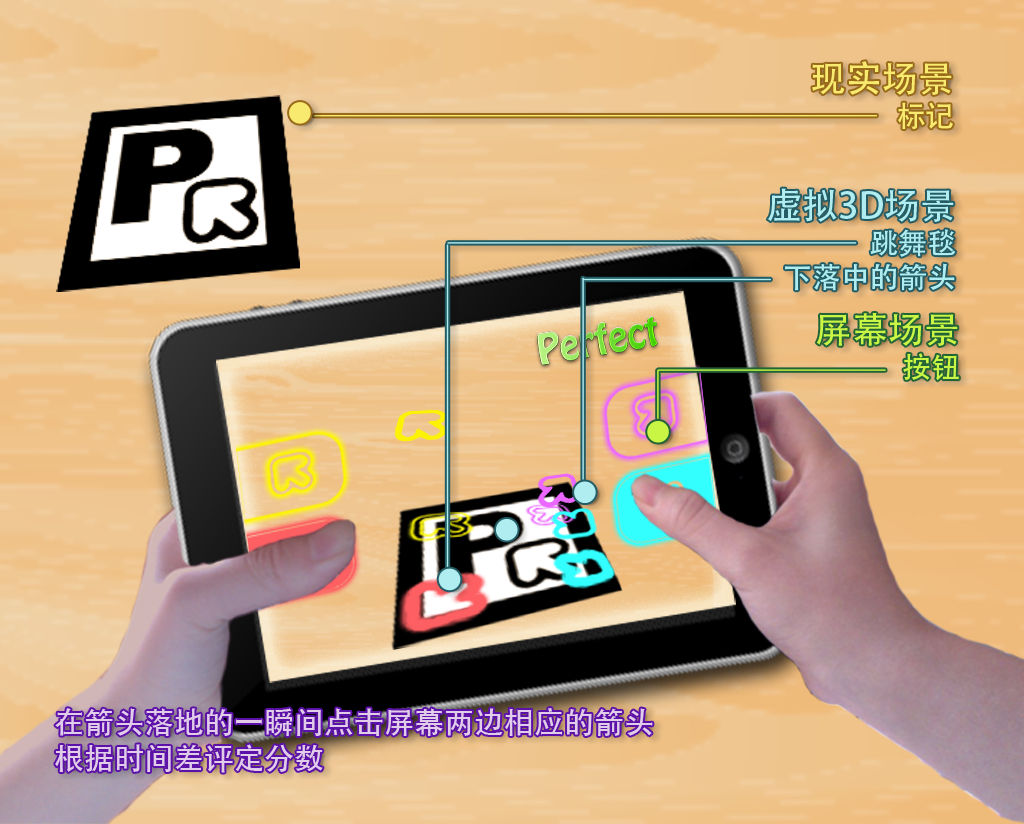 现实场景
标记
P
虚拟3D场景
跳舞毯
下落中的箭头
屏幕场景
按钮
Perfect
P
在箭头落地的一瞬间点击屏幕两边相应的箭头
根据时间差评定分数